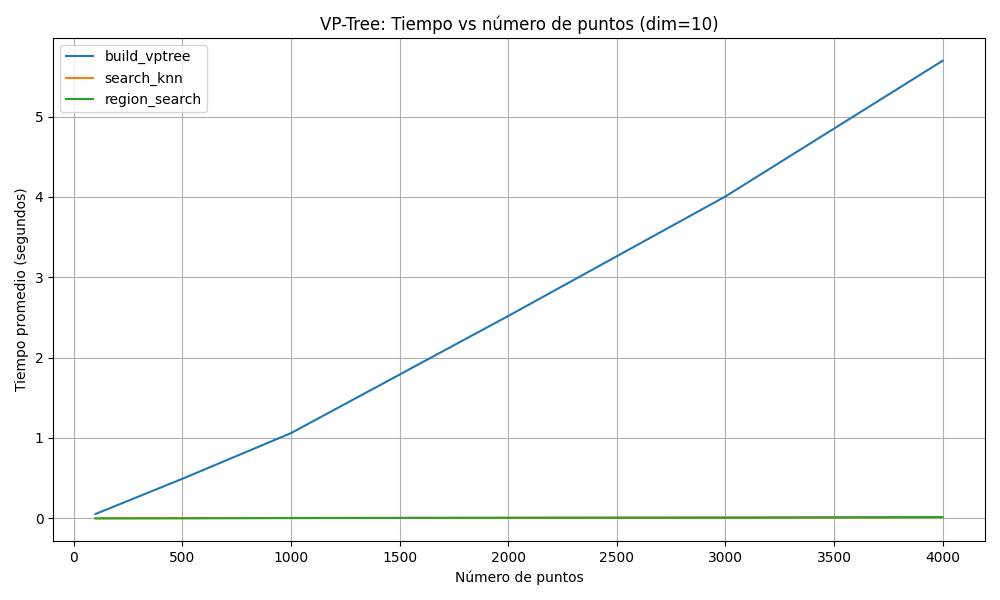 VP-Tree: Tiempo vs número de puntos (dim=10)
build_vptree
search_knn
region_search
Tiempo promedio (segundos)
5
4
3
2
1
0
0 500 1000 1500 2000 2500 3000 3500 4000
Número de puntos